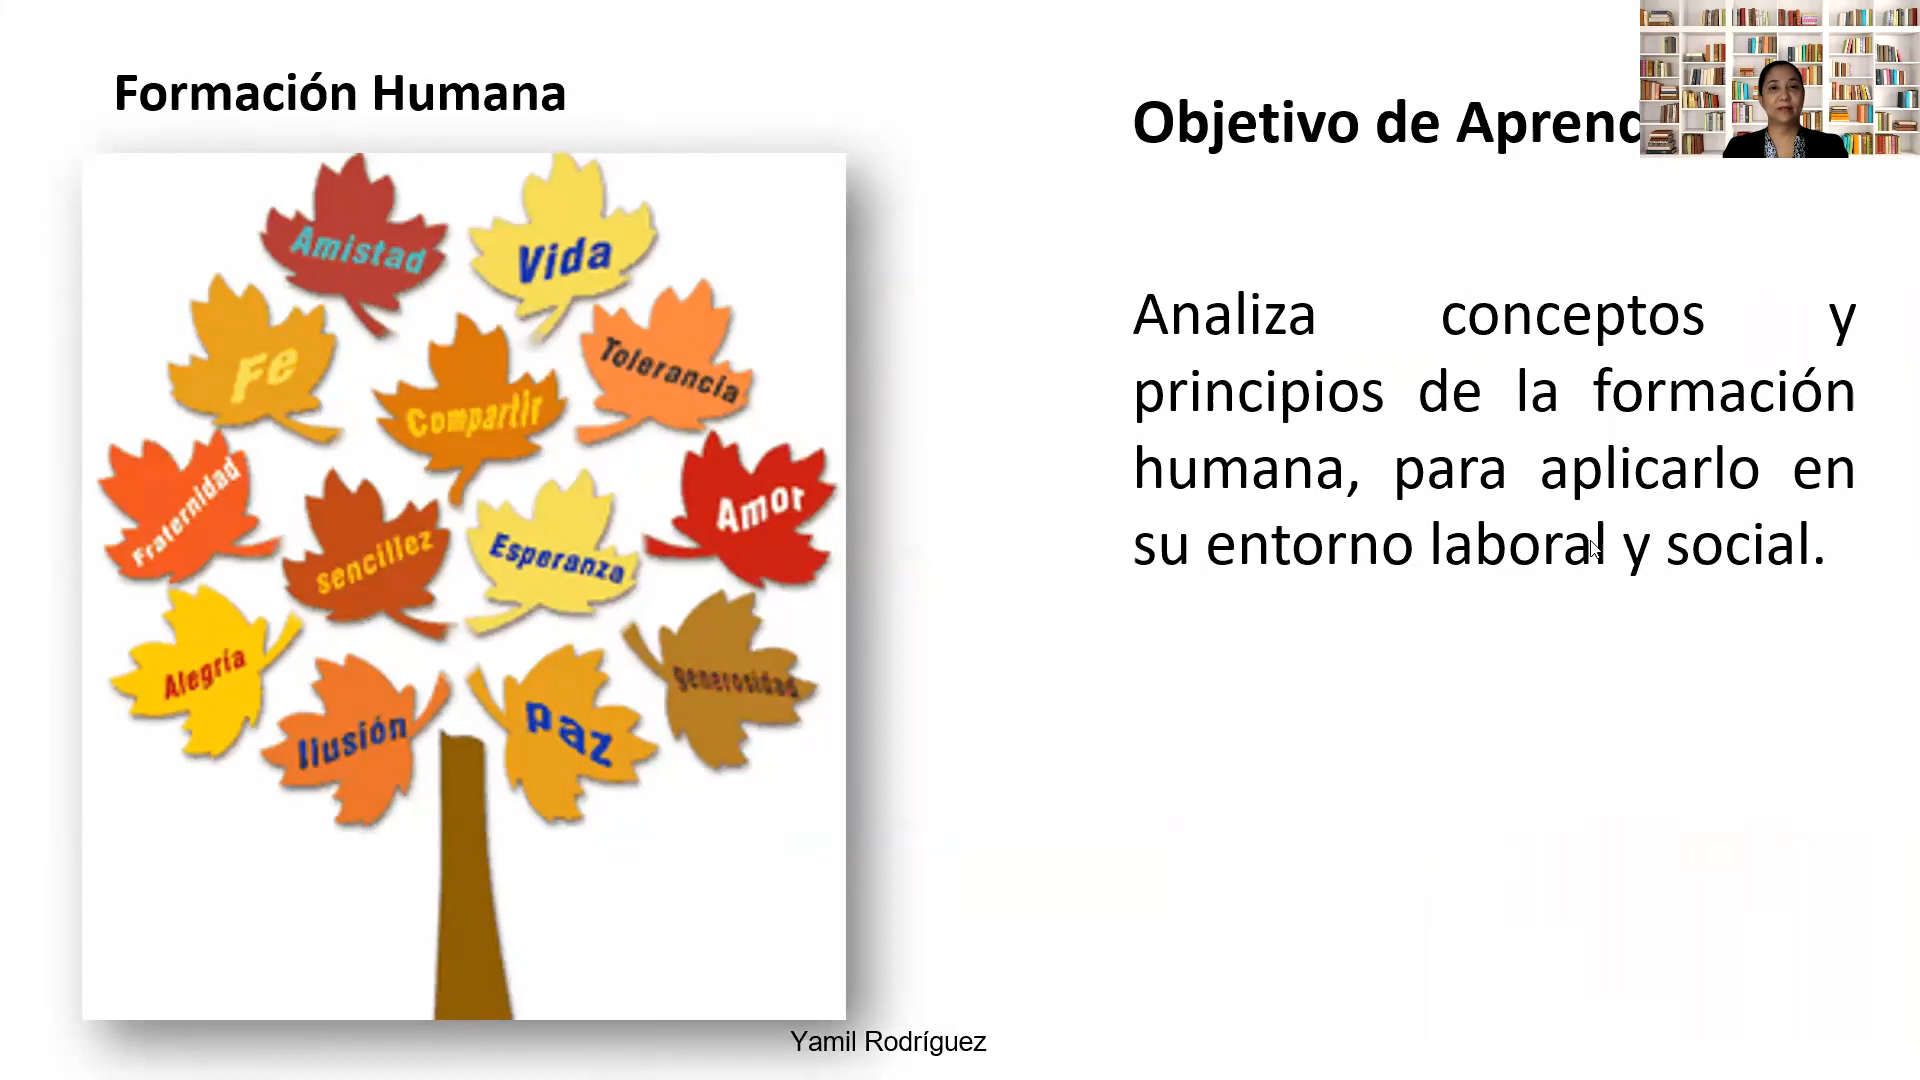 Formación Humana
Objetivo de Aprend
Amistad
Vida
Fe
Compartir
Tolerancia
Fraternidad
sencillez
Esperanza
Amor
Alegría
Ilusión
paz
generosidad
Analiza conceptos y
principios de la formación
humana, para aplicarlo en
su entorno laboral y social.
Yamil Rodríguez